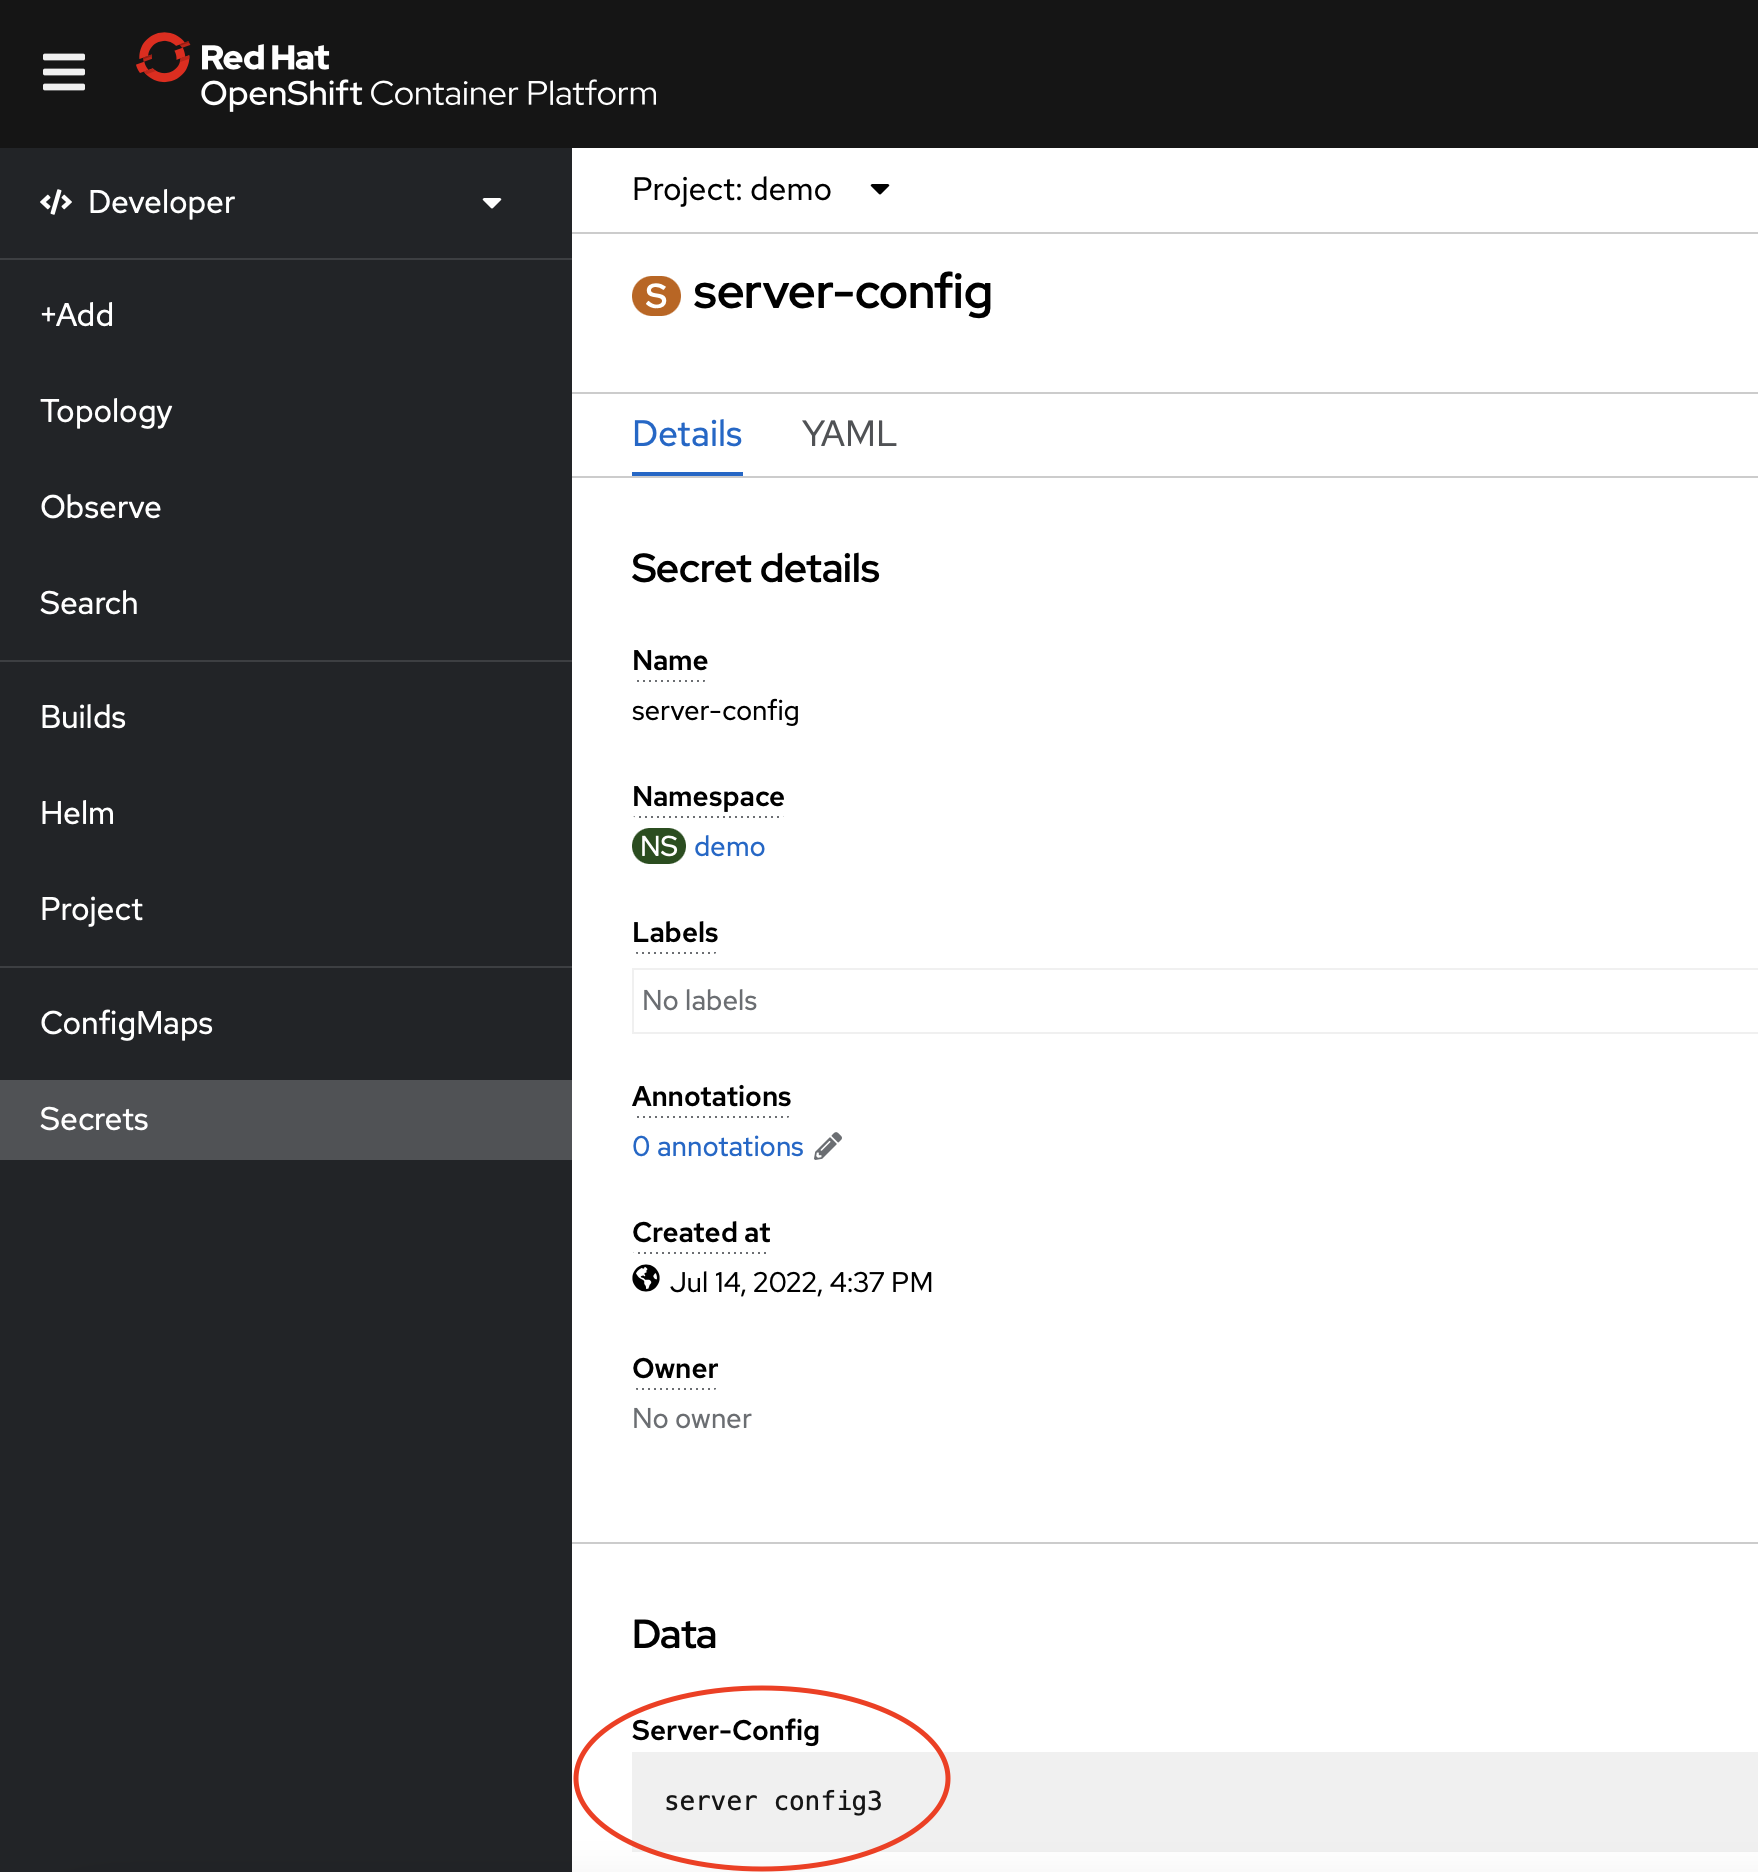 Red Hat
OpenShift Container Platform
Developer
+Add
Topology
Observe
Search
Builds
Helm
Project
ConfigMaps
Secrets
Project: demo
S server-config
Details YAML
Secret details
Name
server-config
Namespace
NS demo
Labels
No labels
Annotations
0 annotations
Created at
Jul 14, 2022, 4:37 PM
Owner
No owner
Data
Server-Config
server config3